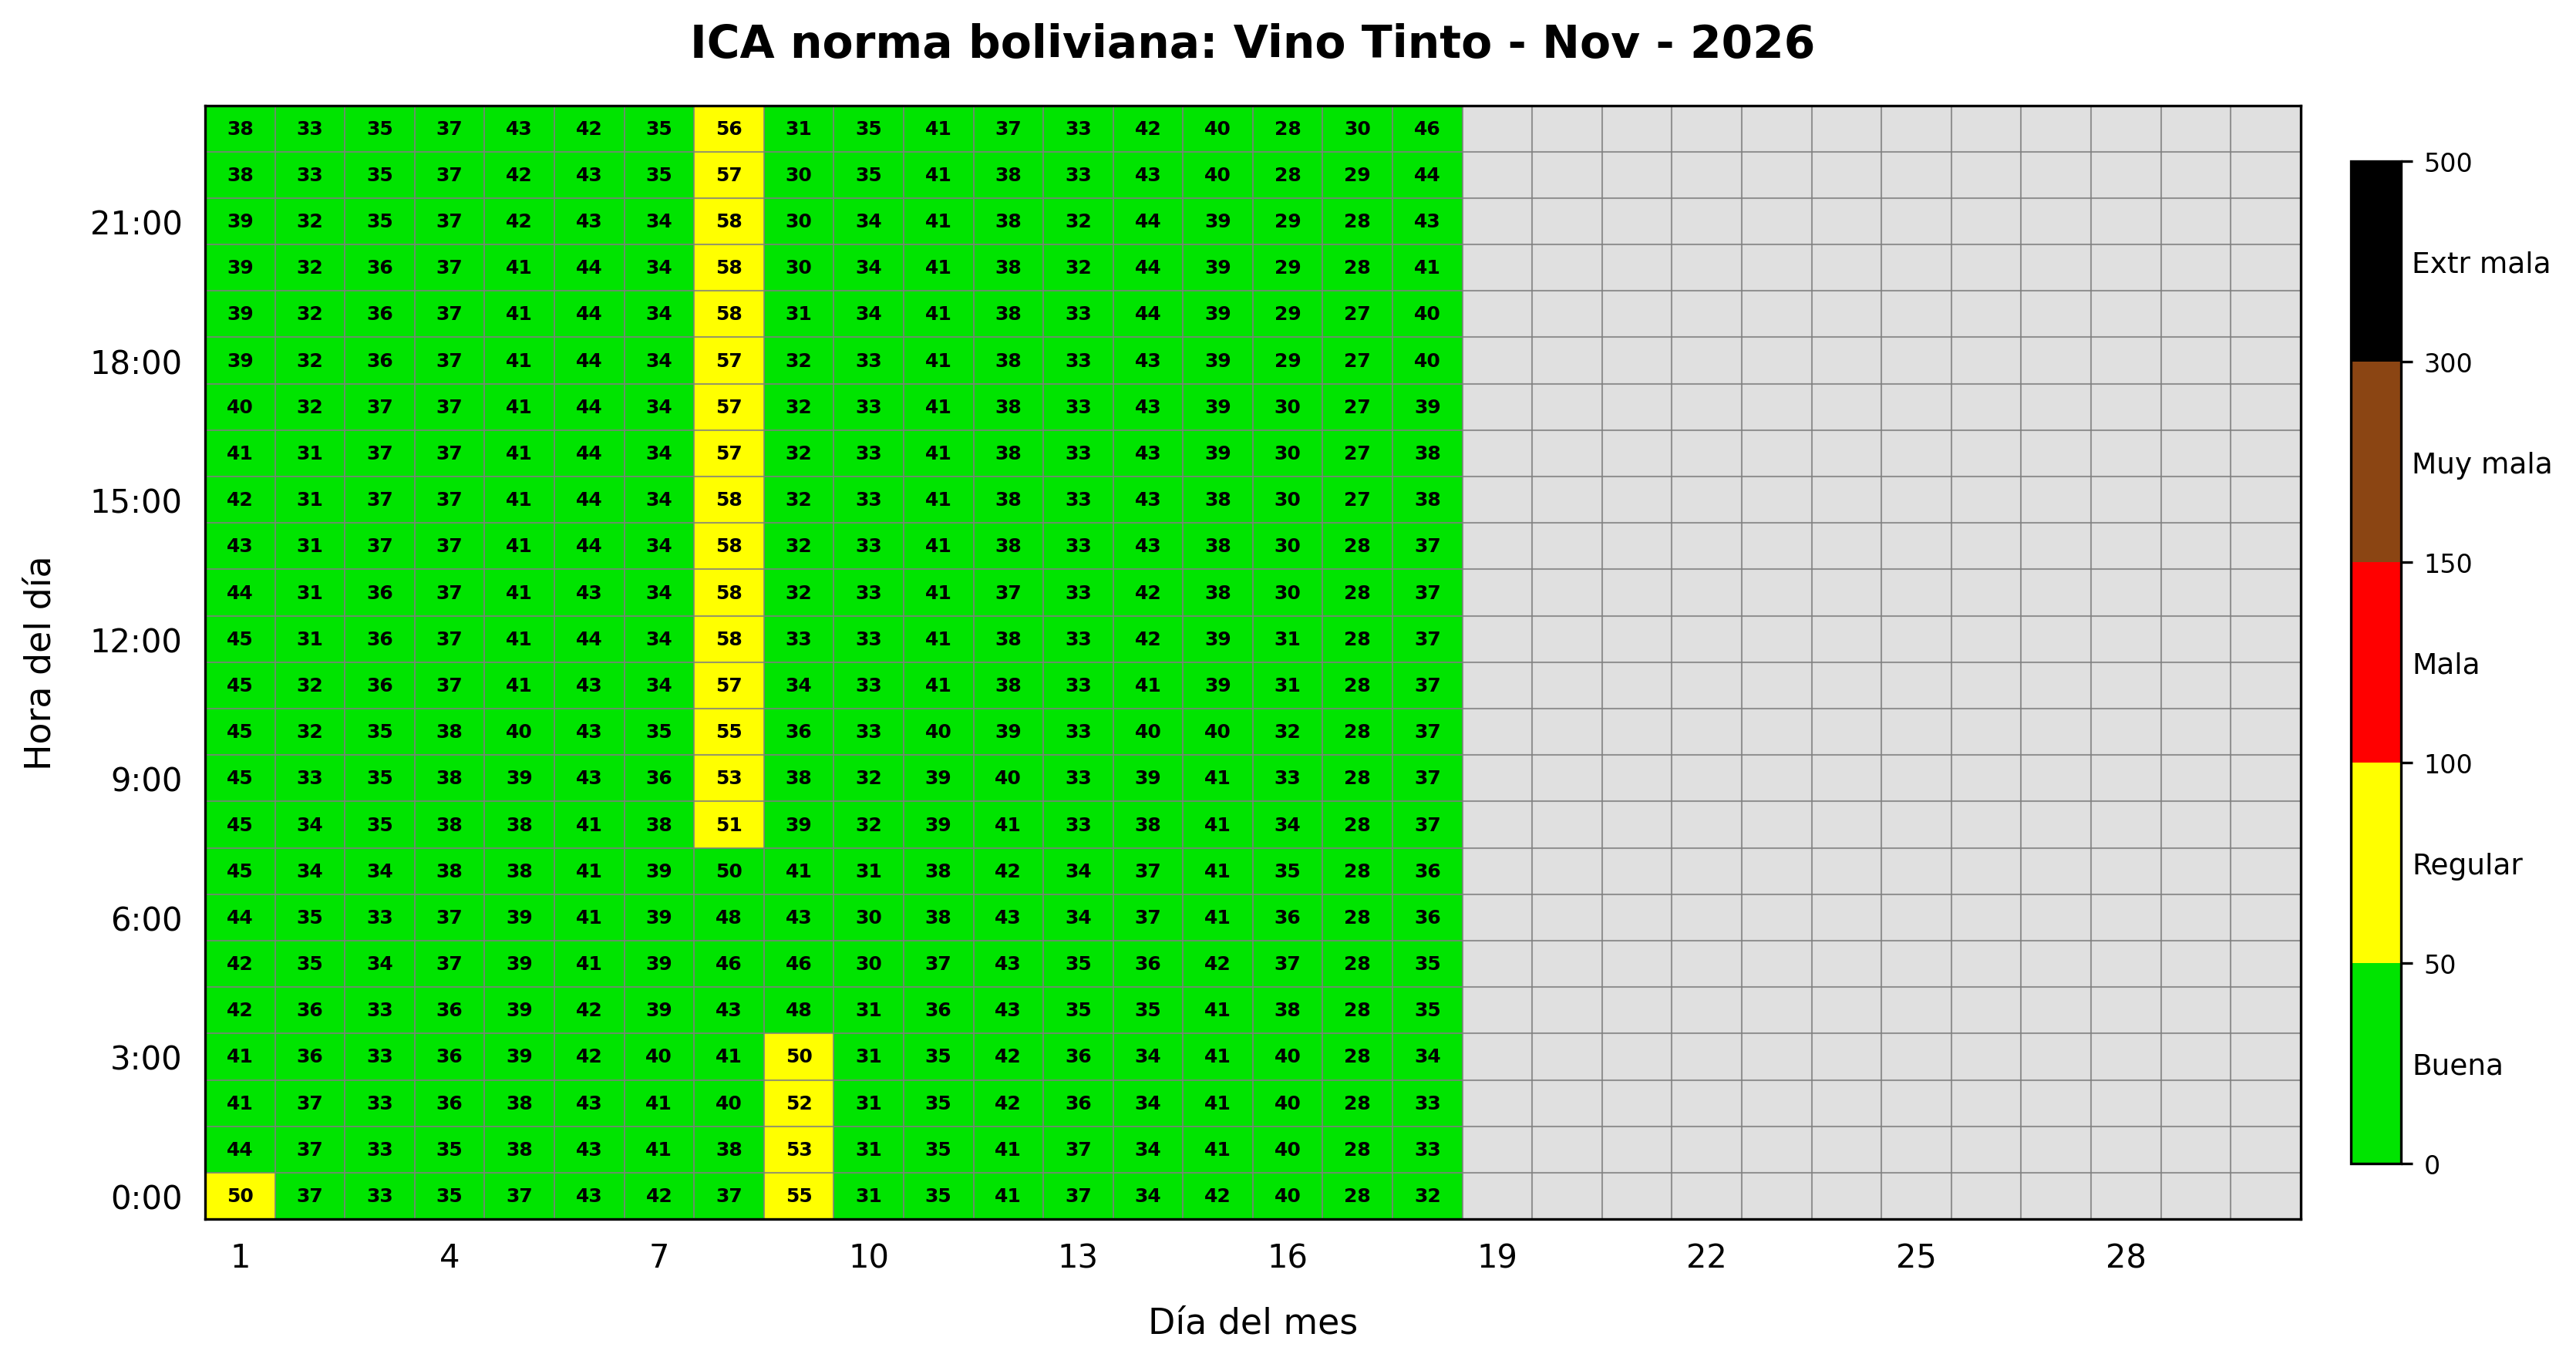 ICA norma boliviana: Vino Tinto - Nov - 2026
38 33 35 37 43 42 35 56 31 35 41 37 33 42 40 28 30 46
38 33 35 37 42 43 35 57 30 35 41 38 33 43 40 28 29 44
21:00 39 32 35 37 42 43 34 58 30 34 41 38 32 44 39 29 28 43
39 32 36 37 41 44 34 58 30 34 41 38 32 44 39 29 28 41
39 32 36 37 41 44 34 58 31 34 41 38 33 44 39 29 27 40
18:00 39 32 36 37 41 44 34 57 32 33 41 38 33 43 39 29 27 40
40 32 37 37 41 44 34 57 32 33 41 38 33 43 39 30 27 39
41 31 37 37 41 44 34 57 32 33 41 38 33 43 39 30 27 38
15:00 42 31 37 37 41 44 34 58 32 33 41 38 33 43 38 30 27 38
43 31 37 37 41 44 34 58 32 33 41 38 33 43 38 30 28 37
44 31 36 37 41 43 34 58 32 33 41 37 33 42 38 30 28 37
12:00 45 31 36 37 41 44 34 58 33 33 41 38 33 42 39 31 28 37
45 32 36 37 41 43 34 57 34 33 41 38 33 41 39 31 28 37
45 32 35 38 40 43 35 55 36 33 40 39 33 40 40 32 28 37
9:00 45 33 35 38 39 43 36 53 38 32 39 40 33 39 41 33 28 37
45 34 35 38 38 41 38 51 39 32 39 41 33 38 41 34 28 37
45 34 34 38 38 41 39 50 41 31 38 42 34 37 41 35 28 36
6:00 44 35 33 37 39 41 39 48 43 30 38 43 34 37 41 36 28 36
42 35 34 37 39 41 39 46 46 30 37 43 35 36 42 37 28 35
42 36 33 36 39 42 39 43 48 31 36 43 35 35 41 38 28 35
3:00 41 36 33 36 39 42 40 41 50 31 35 42 36 34 41 40 28 34
41 37 33 36 38 43 41 40 52 31 35 42 36 34 41 40 28 33
44 37 33 35 38 43 41 38 53 31 35 41 37 34 41 40 28 33
0:00 50 37 33 35 37 43 42 37 55 31 35 41 37 34 42 40 28 32
1 4 7 10 13 16 19 22 25 28
Día del mes
Hora del día
500
Extr mala
300
Muy mala
150
Mala
100
Regular
50
Buena
0